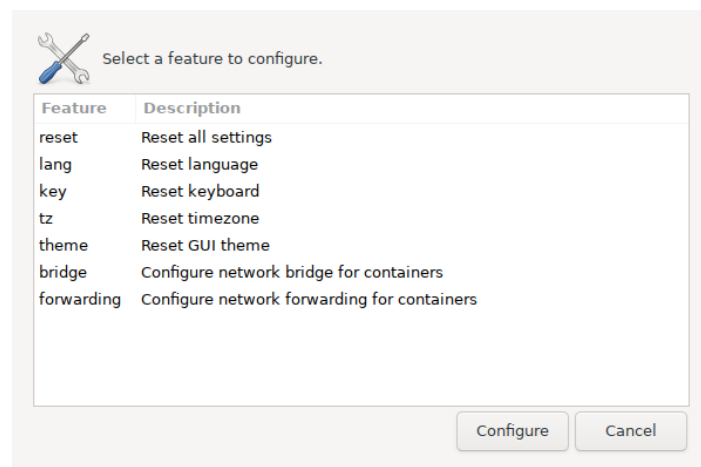 Select a feature to configure.
Feature Description
reset Reset all settings
lang Reset language
key Reset keyboard
tz Reset timezone
theme Reset GUI theme
bridge Configure network bridge for containers
forwarding Configure network forwarding for containers
Configure Cancel